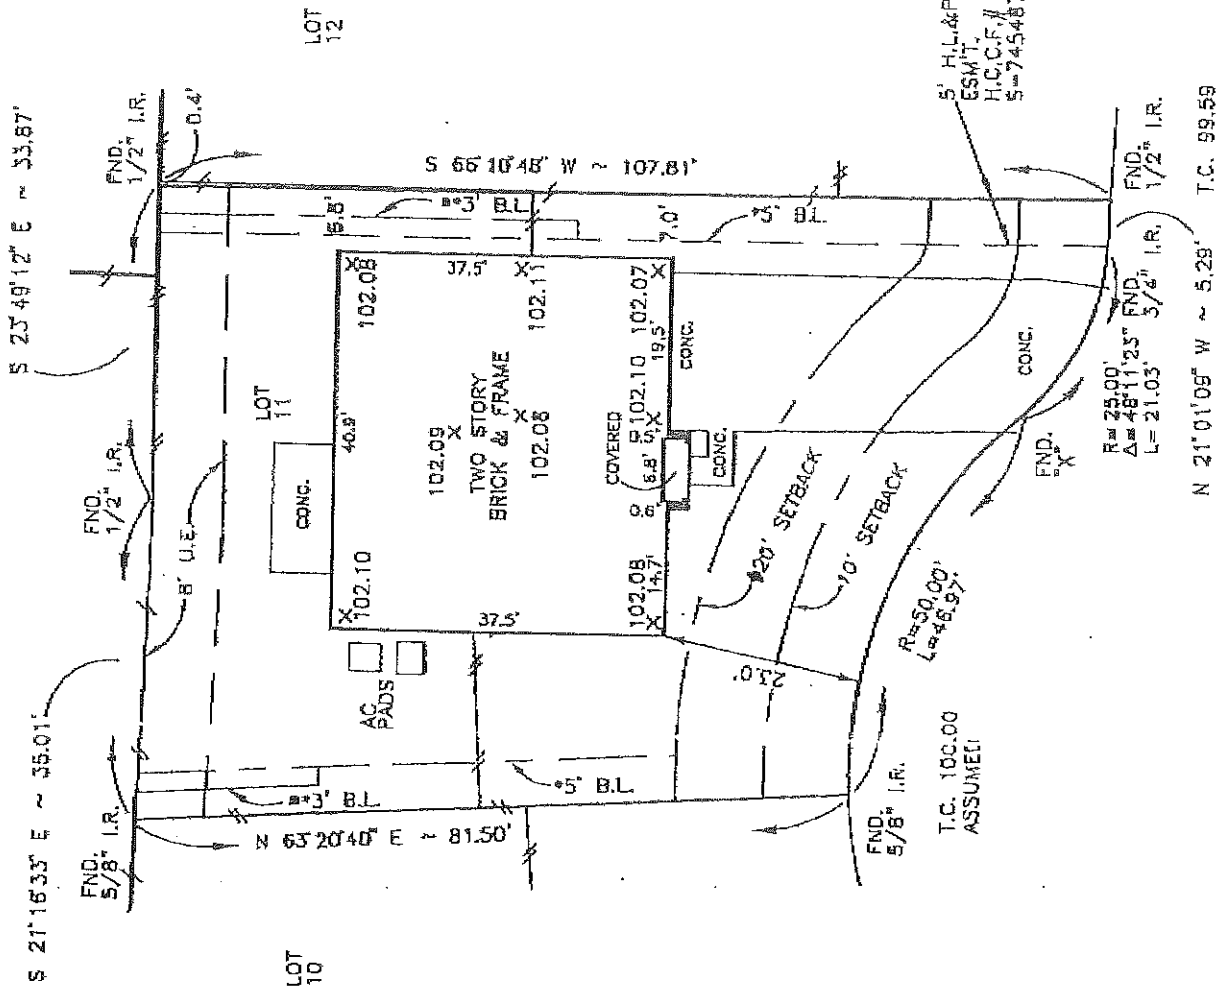 LOT
12
S 23°49'12" E ~ 33.87'
FND.
1/2" I.R.
0.4'
5' H.L.&P.
ESM'T.
H.C.C.F.#
S 66°10'48" W ~ 107.81'
**3' B.L.
*5' B.L.
7.0'
FND.
1/2" I.R.
T.C. 99.59
LOT
11
102.08
37.5'
102.11
102.07
40.9'
102.09
TWO STORY
BRICK & FRAME
102.08
102.10
19.5'
CONC.
COVERED
6.8'
CONC.
CONC.
CONC.
FND.
3/4" I.R.
R=25.00'
Δ=48°11'23"
L=21.03'
N 21°01'09" W ~ 5.29'
FND.
"X"
FND.
1/2" I.R.
8' U.E.
102.10
37.5'
102.08
14.7'
0.6'
20' SETBACK
10' SETBACK
R=50.00'
L=46.97'
23.0'
S 21°16'33" E ~ 35.01'
AC
PADS
FND.
5/8" I.R.
**3' B.L.
*5' B.L.
N 63°20'40" E ~ 81.50'
FND.
5/8" I.R.
T.C. 100.00
LOT
10